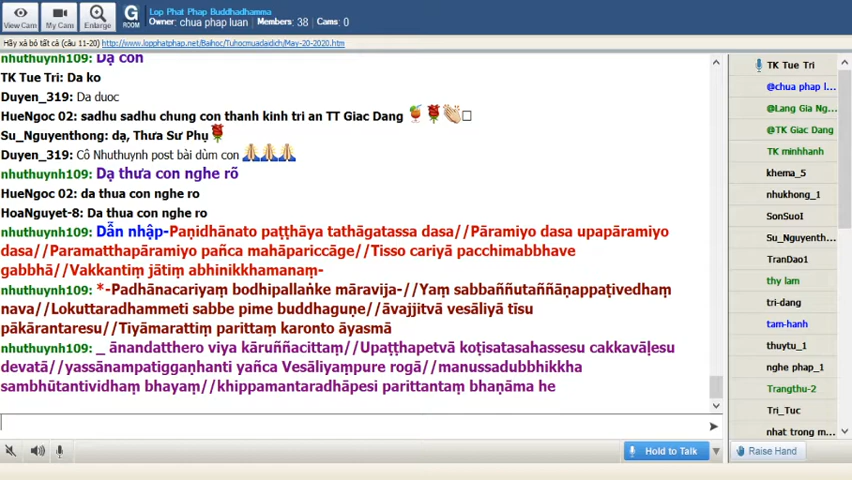 View Cam
My Cam
Enlarge
G
ROOM
Lop Phat Phap Buddhadhamma
Owner: chua phap luan
Members: 38
Cams: 0
Hãy xả bỏ tất cả (câu 11-20) http://www.lopphatphap.net/Baihoc/Tuhocmuadaidich/May-20-2020.htm
nhuthuynh109: Dạ con
TK Tue Tri: Da ko
Duyen_319: Da duoc
HueNgoc 02: sadhu sadhu chung con thanh kinh tri an TT Giac Dang
Su_Nguyenthong: dạ, Thưa Sư Phụ
Duyen_319: Cô Nhuthuynh post bài dùm con
nhuthuynh109: Dạ thưa con nghe rõ
HueNgoc 02: da thua con nghe ro
HoaNguyet-8: Da thua con nghe ro
nhuthuynh109: Dẫn nhập-Paṇidhānato paṭṭhāya tathāgatassa dasa//Pāramiyo dasa upapāramiyo
dasa//Paramatthapāramiyo pañca mahāpariccāge//Tisso cariyā pacchimabbhave
gabbhā//Vakkantiṃ jātiṃ abhinikkhamanaṃ-
nhuthuynh109: *-Padhānacariyaṃ bodhipallaṅke māravija-//Yaṃ sabbaññutaññāṇappaṭivedhaṃ
nava//Lokuttaradhammeti sabbe pime buddhaguṇe//āvajjitvā vesāliyā tīsu
pākārantaresu//Tiyāmarattiṃ parittaṃ karonto āyasmā
nhuthuynh109: _ ānandatthero viya kāruññacittaṃ//Upaṭṭhapetvā koṭisatasahassesu cakkavāḷesu
devatā//yassānampatiggaṇhanti yañca Vesāliyaṃpure rogā//manussadubbhikkha
sambhūtantividhaṃ bhayaṃ//khippamantaradhāpesi parittantaṃ bhaṇāma he
TK Tue Tri
@chua phap l...
@Lang Gia Ng...
@TK Giac Dang
TK minhhanh
khema_5
nhukhong_1
SonSuoI
Su_Nguyenth...
TranDao1
thy lam
tri-dang
tam-hanh
thuytu_1
nghe phap_1
Trangthu-2
Tri_Tuc
nhat trong m...
Hold to Talk
Raise Hand